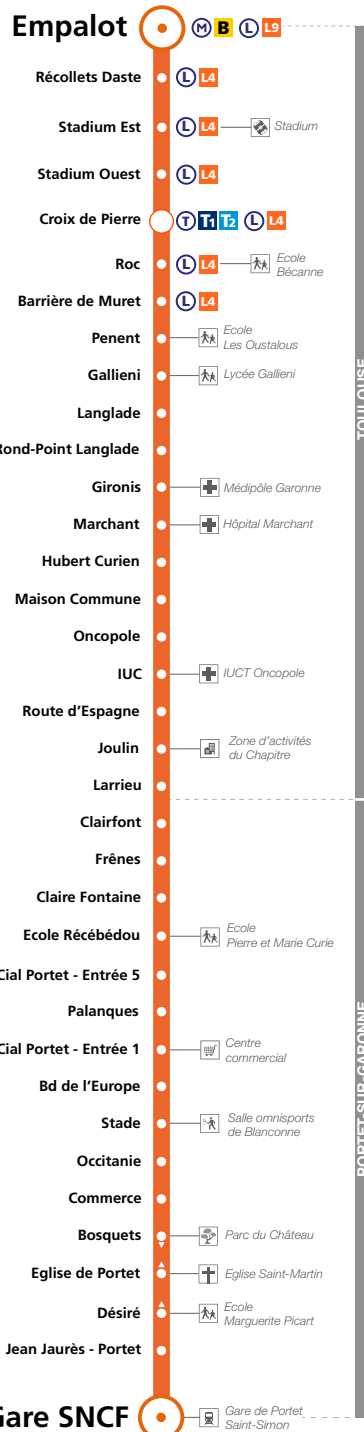 Empalot M B L L9
Récollets Daste L L4
Stadium Est L L4 Stadium
Stadium Ouest L L4
Croix de Pierre T T1 T2 L L4
Roc L L4 Ecole
Bécanne
Barrière de Muret L L4
Penent Ecole
Les Oustalous
Gallieni Lycée Gallieni
Langlade
Rond-Point Langlade
Gironis Médipôle Garonne
Marchant Hôpital Marchant
Hubert Curien
Maison Commune
Oncopole
IUC IUCT Oncopole
Route d'Espagne
Joulin Zone d'activités
du Chapitre
Larrieu
TOULOUSE
Clairfont
Frênes
Claire Fontaine
Ecole Récébédou Ecole
Pierre et Marie Curie
Cial Portet - Entrée 5
Palanques
Cial Portet - Entrée 1 Centre
commercial
Bd de l'Europe
Stade Salle omnisports
de Blanconne
Occitanie
Commerce
Bosquets Parc du Château
Eglise de Portet Eglise Saint-Martin
Désiré Ecole
Marguerite Picart
Jean Jaurès - Portet
Gare SNCF Gare de Portet
Saint-Simon
PORTET-SUR-GARONNE